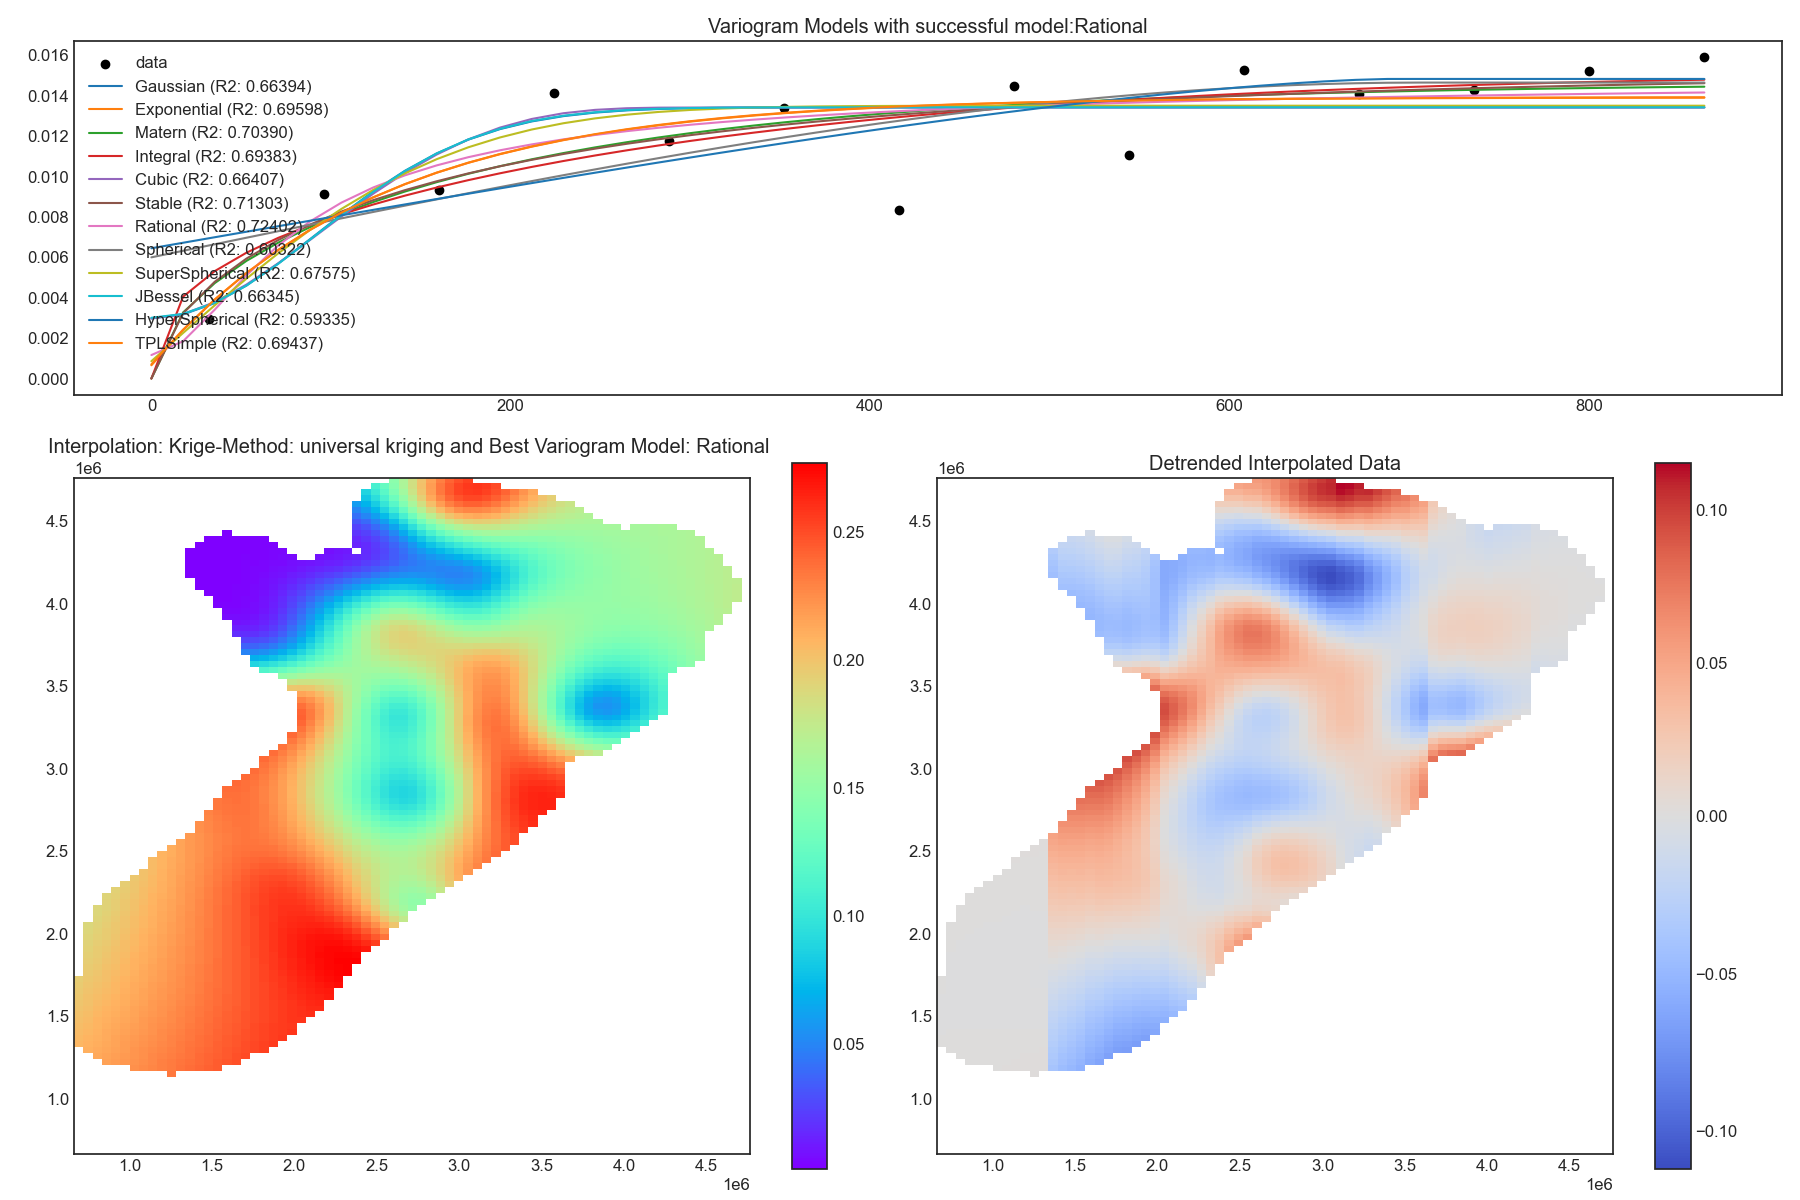 Variogram Models with successful model:Rational
0.016
0.014
0.012
0.010
0.008
0.006
0.004
0.002
0.000
data
Gaussian (R2: 0.66394)
Exponential (R2: 0.69598)
Matern (R2: 0.70390)
Integral (R2: 0.69383)
Cubic (R2: 0.66407)
Stable (R2: 0.71303)
Rational (R2: 0.72402)
Spherical (R2: 0.60322)
SuperSpherical (R2: 0.67575)
JBessel (R2: 0.66345)
HyperSpherical (R2: 0.59335)
TPLSimple (R2: 0.69437)
0 200 400 600 800
Interpolation: Krige-Method: universal kriging and Best Variogram Model: Rational
1e6
4.5
4.0
3.5
3.0
2.5
2.0
1.5
1.0
1.0 1.5 2.0 2.5 3.0 3.5 4.0 4.5
1e6
0.25
0.20
0.15
0.10
0.05
Detrended Interpolated Data
1e6
4.5
4.0
3.5
3.0
2.5
2.0
1.5
1.0
1.0 1.5 2.0 2.5 3.0 3.5 4.0 4.5
1e6
0.10
0.05
0.00
−0.05
−0.10